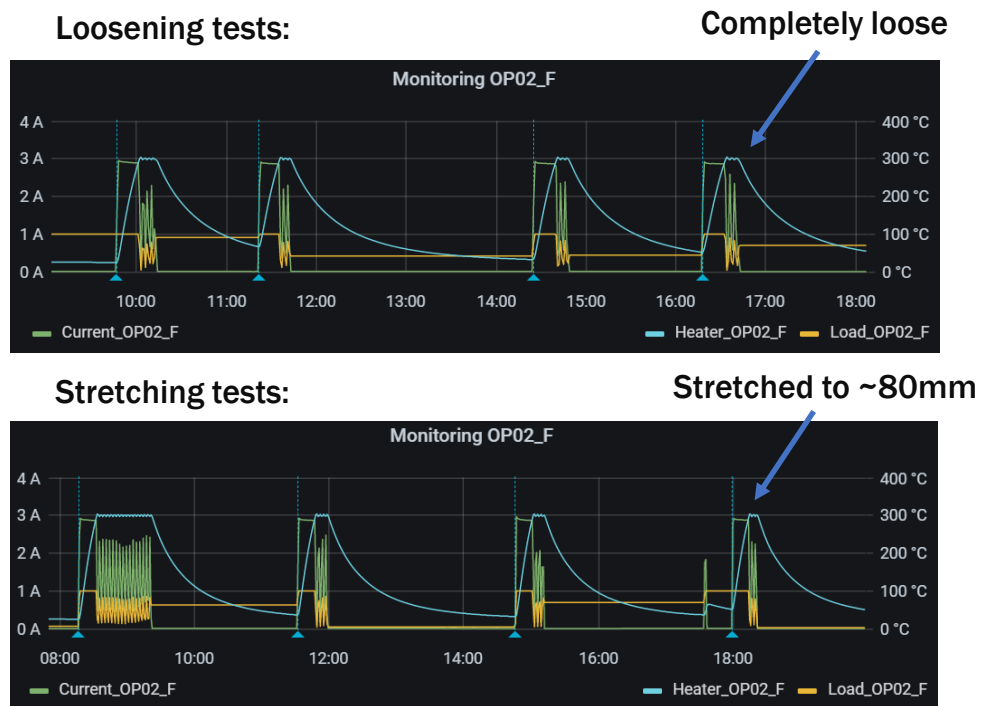 Loosening tests:
Completely loose
Monitoring OP02_F
4 A
400 °C
3 A
300 °C
2 A
200 °C
1 A
100 °C
0 A
0 °C
10:00 11:00 12:00 13:00 14:00 15:00 16:00 17:00 18:00
Current_OP02_F Heater_OP02_F Load_OP02_F
Stretching tests:
Stretched to ~80mm
Monitoring OP02_F
4 A
400 °C
3 A
300 °C
2 A
200 °C
1 A
100 °C
0 A
0 °C
08:00 10:00 12:00 14:00 16:00 18:00
Current_OP02_F Heater_OP02_F Load_OP02_F